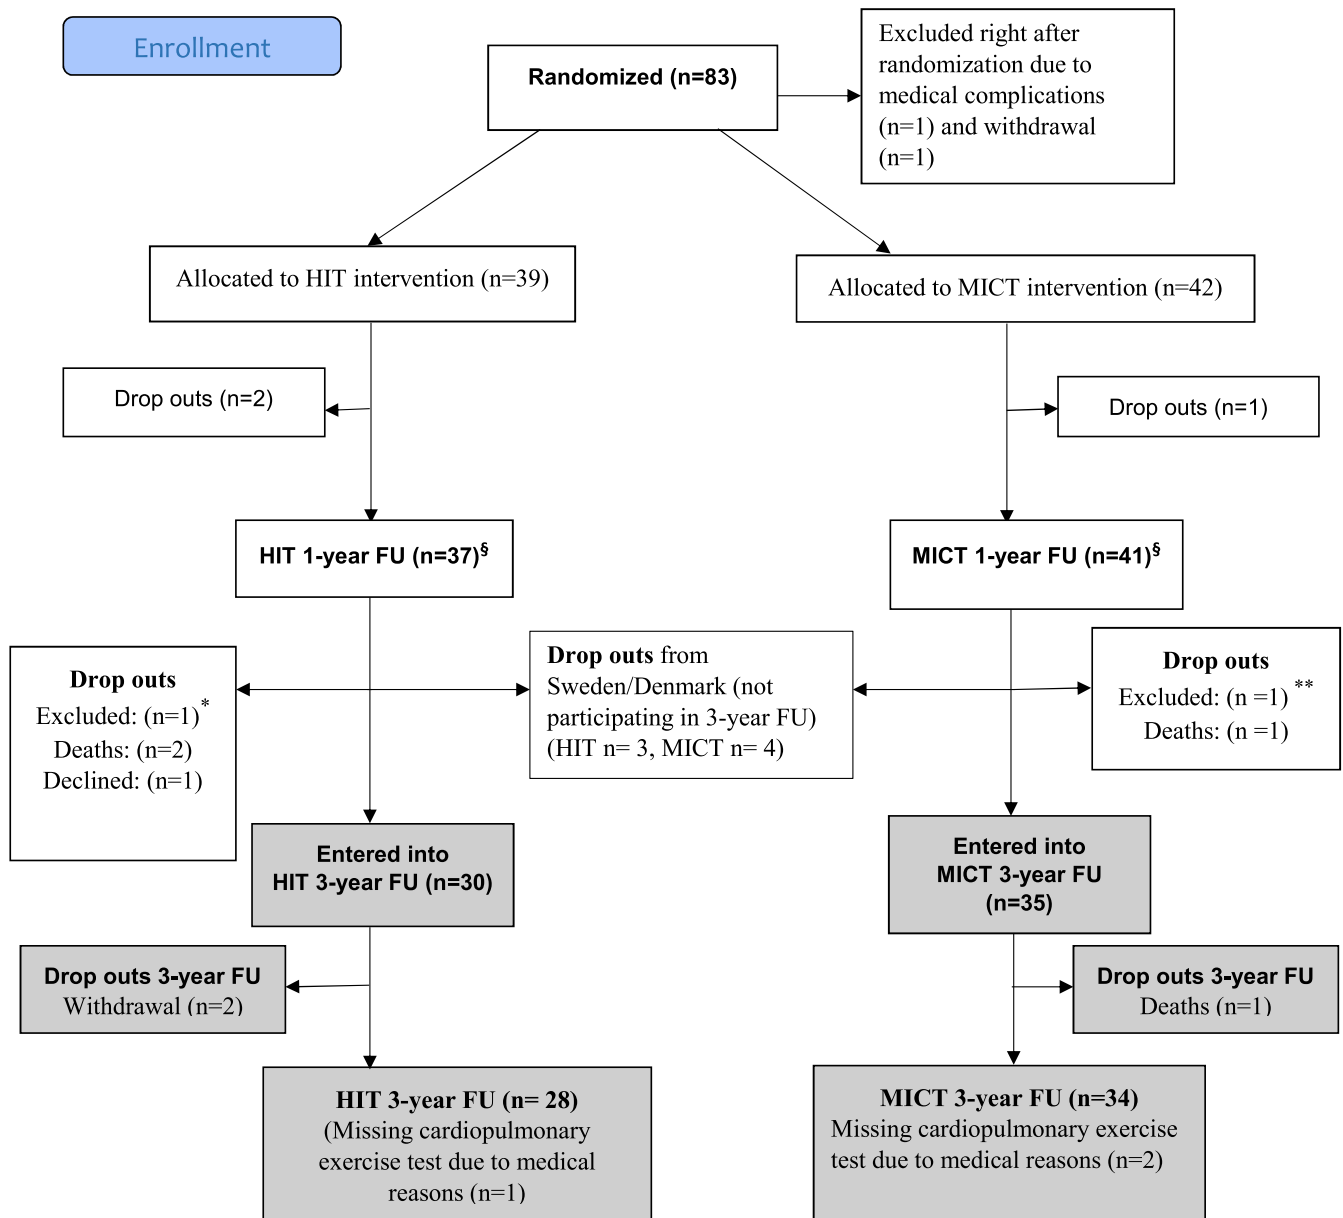 Enrollment
Randomized (n=83)
Excluded right after
randomization due to
medical complications
(n=1) and withdrawal
(n=1)
Allocated to HIT intervention (n=39)
Allocated to MICT intervention (n=42)
Drop outs (n=2)
Drop outs (n=1)
HIT 1-year FU (n=37)§
MICT 1-year FU (n=41)§
Drop outs
Excluded: (n=1)*
Deaths: (n=2)
Declined: (n=1)
Drop outs from
Sweden/Denmark (not
participating in 3-year FU)
(HIT n= 3, MICT n= 4)
Drop outs
Excluded: (n =1) **
Deaths: (n =1)
Entered into
HIT 3-year FU (n=30)
Entered into
MICT 3-year FU
(n=35)
Drop outs 3-year FU
Withdrawal (n=2)
Drop outs 3-year FU
Deaths (n=1)
HIT 3-year FU (n= 28)
(Missing cardiopulmonary
exercise test due to medical
reasons (n=1)
MICT 3-year FU (n=34)
Missing cardiopulmonary exercise
test due to medical reasons (n=2)